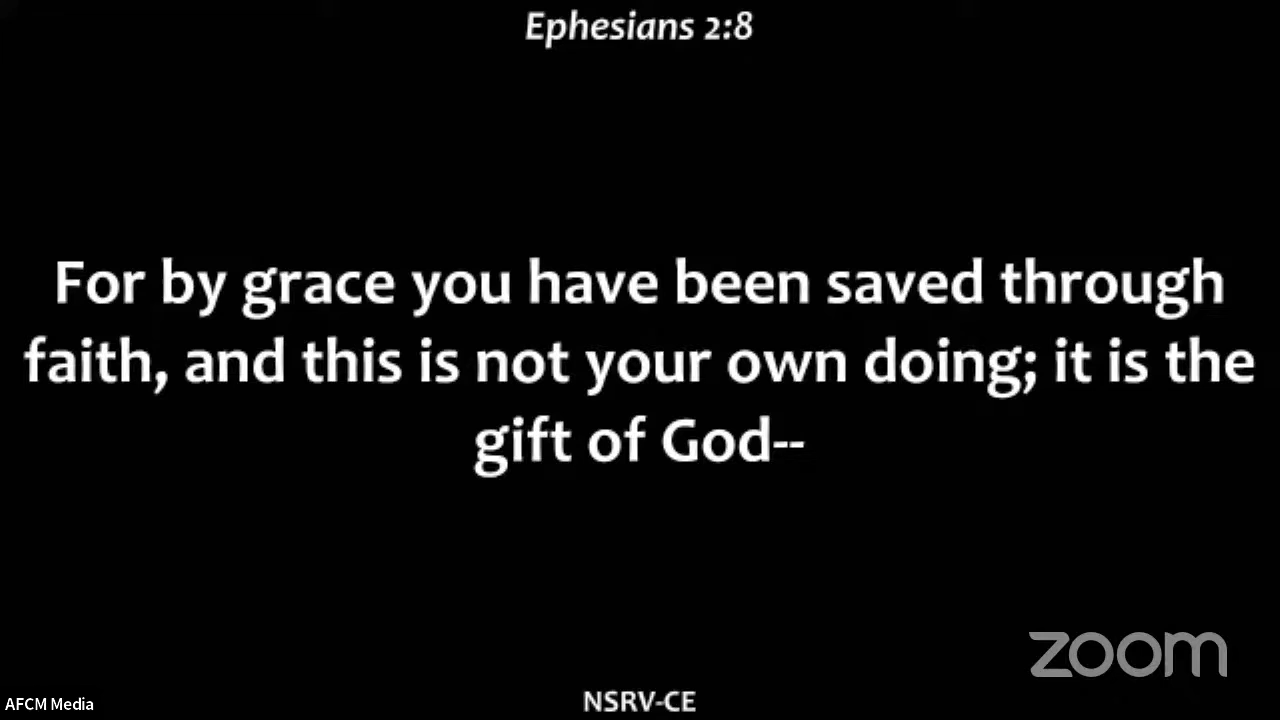 Ephesians 2:8
For by grace you have been saved through
faith, and this is not your own doing; it is the
gift of God--
zoom
NSRV-CE
AFCM Media